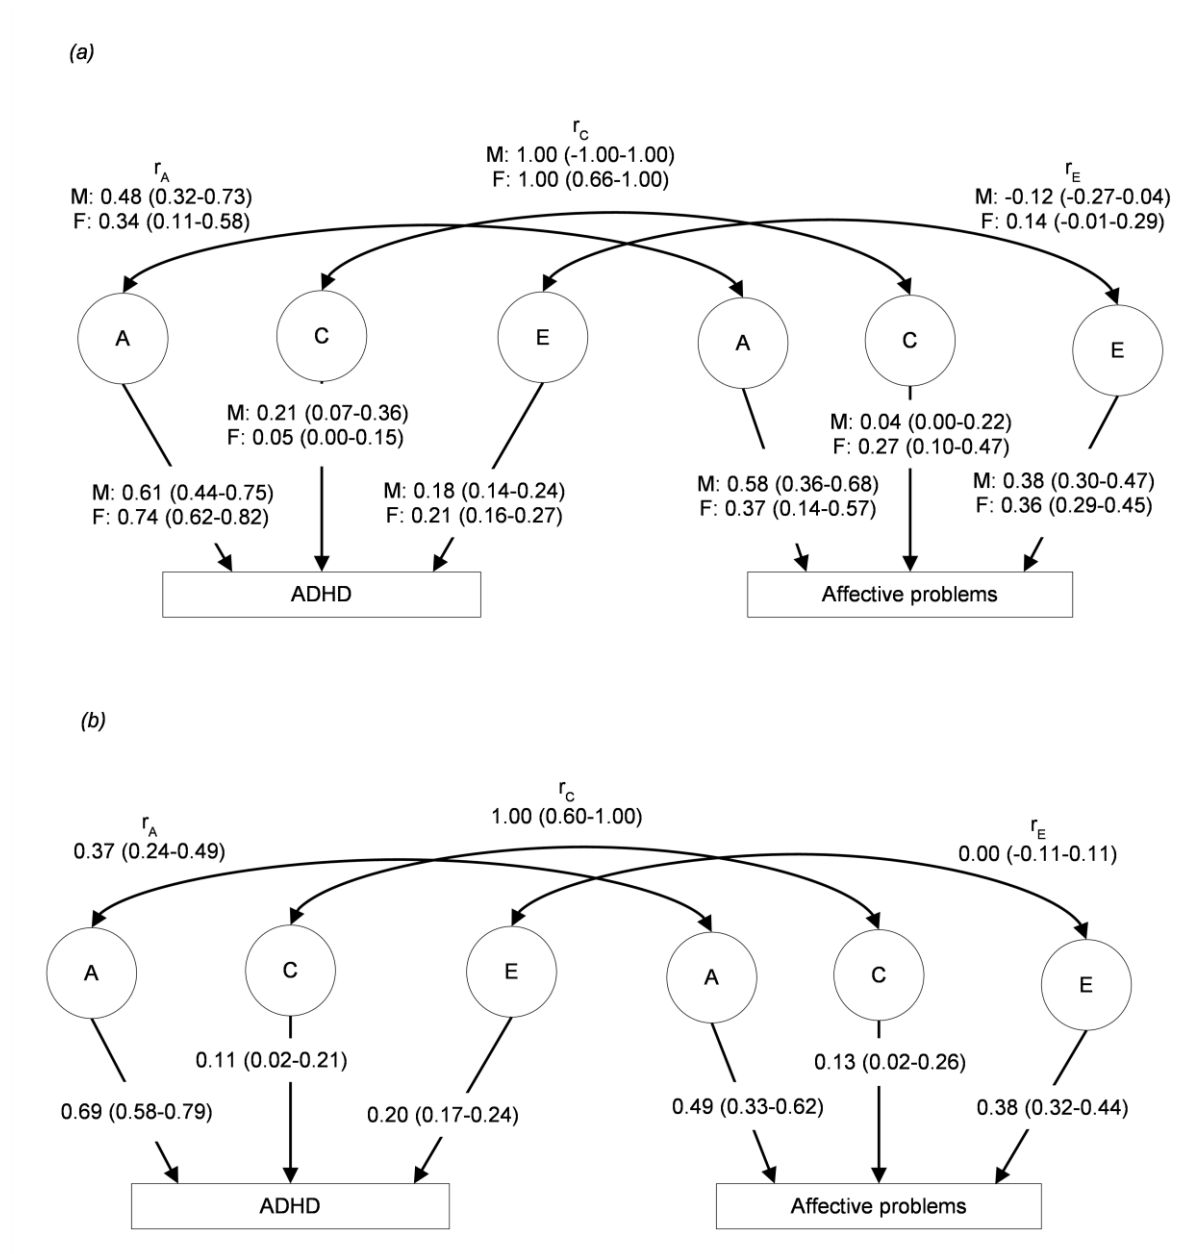 (a)
r_C
M: 1.00 (-1.00-1.00)
F: 1.00 (0.66-1.00)
r_A
M: 0.48 (0.32-0.73)
F: 0.34 (0.11-0.58)
r_E
M: -0.12 (-0.27-0.04)
F: 0.14 (-0.01-0.29)
A
C
E
A
C
E
M: 0.21 (0.07-0.36)
F: 0.05 (0.00-0.15)
M: 0.04 (0.00-0.22)
F: 0.27 (0.10-0.47)
M: 0.61 (0.44-0.75)
F: 0.74 (0.62-0.82)
M: 0.18 (0.14-0.24)
F: 0.21 (0.16-0.27)
M: 0.58 (0.36-0.68)
F: 0.37 (0.14-0.57)
M: 0.38 (0.30-0.47)
F: 0.36 (0.29-0.45)
ADHD
Affective problems
(b)
r_C
1.00 (0.60-1.00)
r_A
0.37 (0.24-0.49)
r_E
0.00 (-0.11-0.11)
A
C
E
A
C
E
0.11 (0.02-0.21)
0.13 (0.02-0.26)
0.69 (0.58-0.79)
0.20 (0.17-0.24)
0.49 (0.33-0.62)
0.38 (0.32-0.44)
ADHD
Affective problems